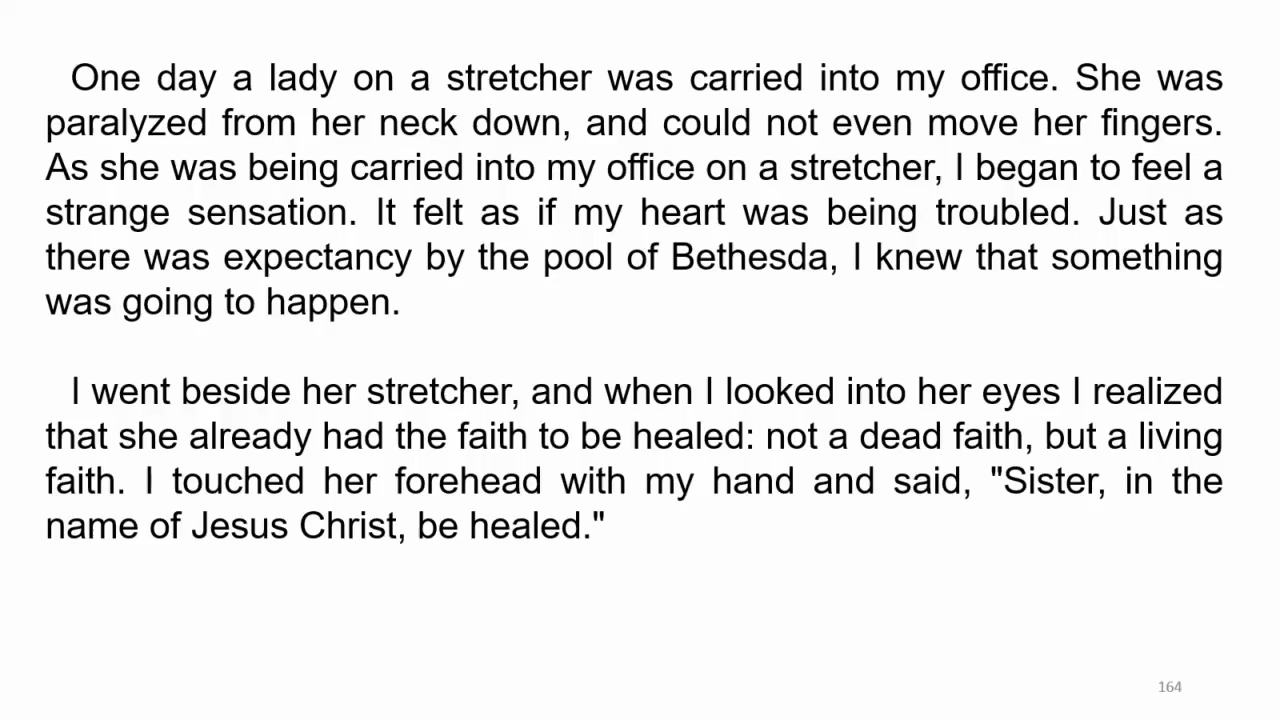 One day a lady on a stretcher was carried into my office. She was
paralyzed from her neck down, and could not even move her fingers.
As she was being carried into my office on a stretcher, I began to feel a
strange sensation. It felt as if my heart was being troubled. Just as
there was expectancy by the pool of Bethesda, I knew that something
was going to happen.
I went beside her stretcher, and when I looked into her eyes I realized
that she already had the faith to be healed: not a dead faith, but a living
faith. I touched her forehead with my hand and said, "Sister, in the
name of Jesus Christ, be healed."
164